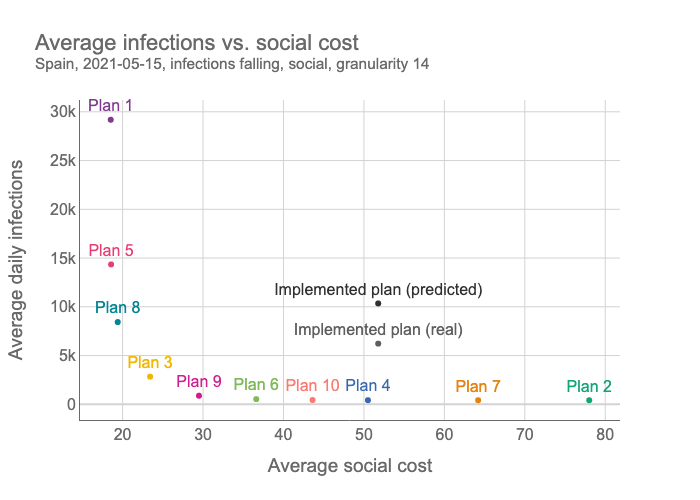 Average infections vs. social cost
Spain, 2021-05-15, infections falling, social, granularity 14
Average daily infections
30k
25k
20k
15k
10k
5k
0
Plan 1
Plan 5
Implemented plan (predicted)
Plan 8
Implemented plan (real)
Plan 3
Plan 9
Plan 6
Plan 10
Plan 4
Plan 7
Plan 2
20
30
40
50
60
70
80
Average social cost